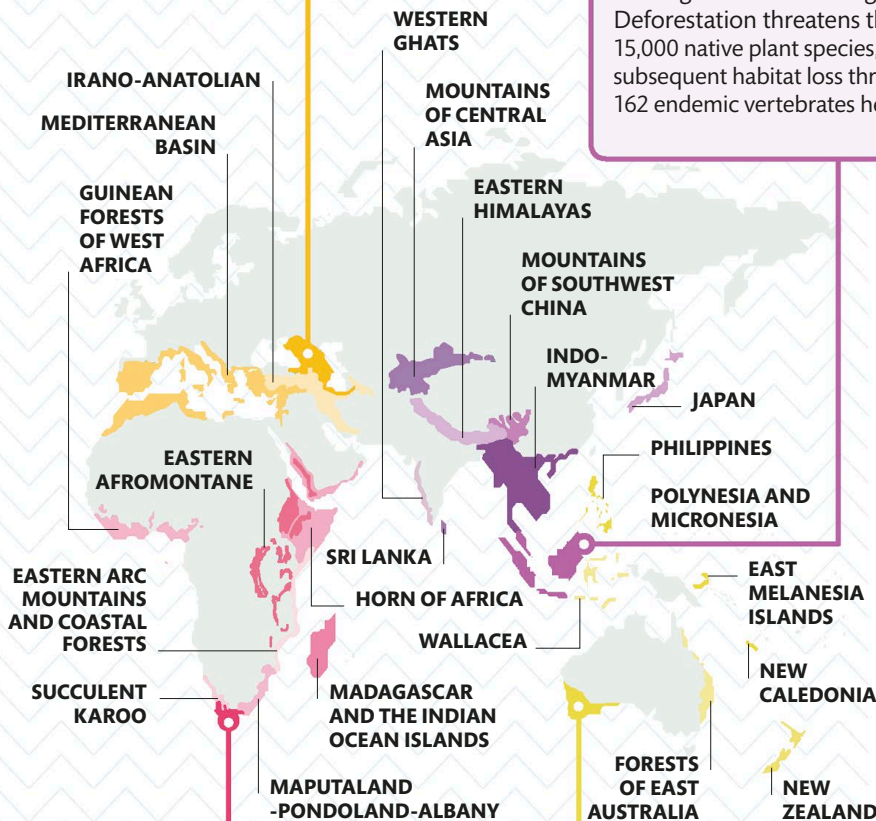 Deforestation threatens
15,000 native plant species,
subsequent habitat loss
162 endemic vertebrates
WESTERN
GHATS
IRANO-ANATOLIAN
MOUNTAINS
OF CENTRAL
ASIA
MEDITERRANEAN
BASIN
GUINEAN
FORESTS
OF WEST
AFRICA
EASTERN
HIMALAYAS
MOUNTAINS
OF SOUTHWEST
CHINA
INDO-
MYANMAR
JAPAN
PHILIPPINES
EASTERN
AFROMONTANE
POLYNESIA AND
MICRONESIA
SRI LANKA
EASTERN ARC
MOUNTAINS
AND COASTAL
FORESTS
HORN OF AFRICA
EAST
MELANESIA
ISLANDS
WALLACEA
SUCCULENT
KAROO
MADAGASCAR
AND THE INDIAN
OCEAN ISLANDS
NEW
CALEDONIA
FORESTS
OF EAST
AUSTRALIA
MAPUTALAND
-PONDOLAND-ALBANY
NEW
ZEALAND